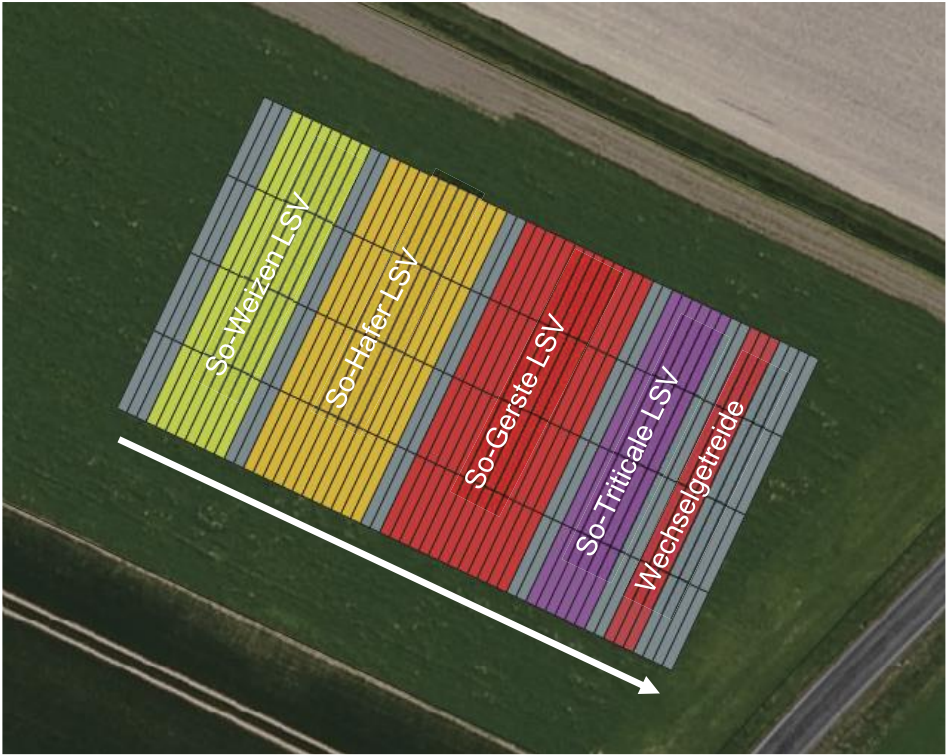 So-Weizen LSV
So-Hafer LSV
So-Gerste LSV
So-Triticale LSV
Wechselgetreide